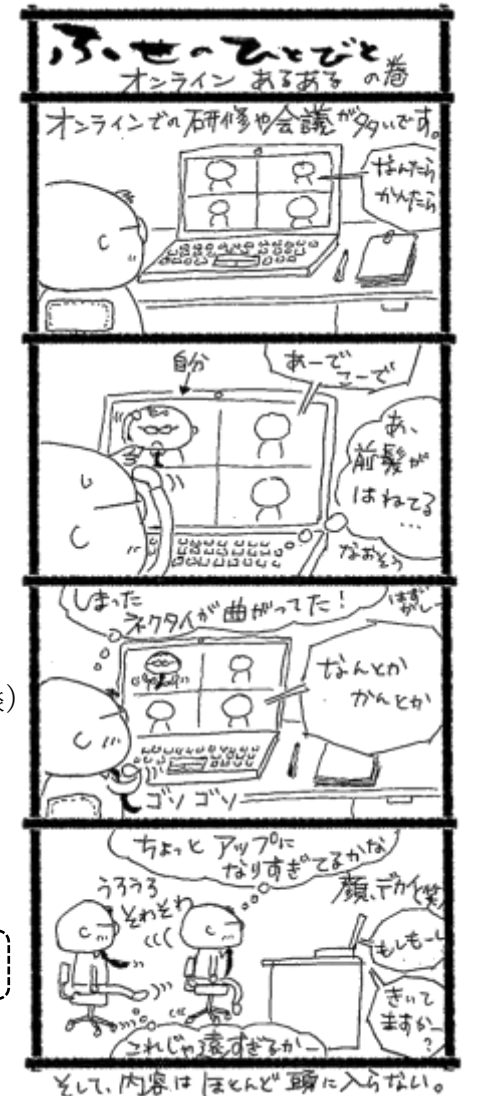 ふせのひとびと
オンライン あるある の巻
オンラインでの研修や会議が多いです。
なんたら
かんたら
自分
あーで
こーで
あ、
前髪が
はねてる
…
なおそう
しまった
ネクタイが曲がってた!
はずかしー
なんとか
かんとか
ゴソゴソ
ちょっと アップに
なりすぎてるかな
顔、デカイ(笑)
うろうろ
そわそわ
もしもーし
きいて
ますかー
?
これじゃ遠すぎるかー
そして、内容はほとんど頭に入らない。